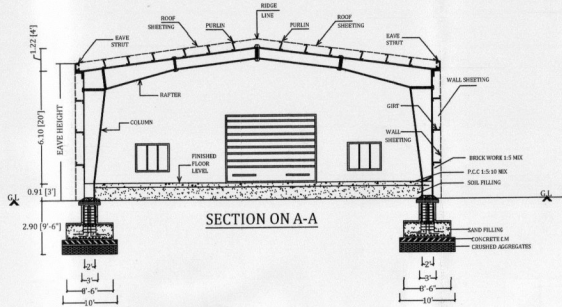 RIDGE
LINE
ROOF
SHEETING
PURLIN
PURLIN
ROOF
SHEETING
EAVE
STRUT
EAVE
STRUT
1.22 [4']
WALL SHEETING
RAFTER
GIRT
6.10 [20']
EAVE HEIGHT
COLUMN
WALL
SHEETING
FINISHED
FLOOR
LEVEL
BRICK WORK 1:5 MIX
P.C.C 1:5:10 MIX
SOIL FILLING
0.91 [3']
G.L
G.L
SECTION ON A-A
2.90 [9'-6"]
SAND FILLING
CONCRETE LM
CRUSHED AGGREGATES
2'
2'
3'
3'
8'-6"
8'-6"
10'
10'